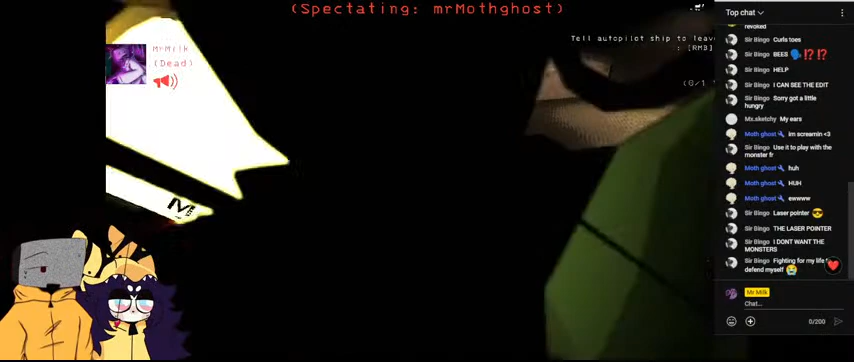 (Spectating: mrMothghost)
MrMilk
(Dead)
Tell autopilot ship to leav
: [RMB]
(0/1
Top chat
revoked
Sir Bingo Curls toes
Sir Bingo BEES 🗣️⁉️⁉️
Sir Bingo HELP
Sir Bingo I CAN SEE THE EDIT
Sir Bingo Sorry got a little
hungry
Mx.sketchy My ears
Moth ghost Im screamin <3
Sir Bingo Use it to play with the
monster fr
Moth ghost huh
Moth ghost HUH
Moth ghost ewwww
Sir Bingo Laser pointer 😎
Sir Bingo THE LASER POINTER
Sir Bingo I DONT WANT THE
MONSTERS
Sir Bingo Fighting for my life
defend myself 😭
Mr Milk
Chat...
0/200